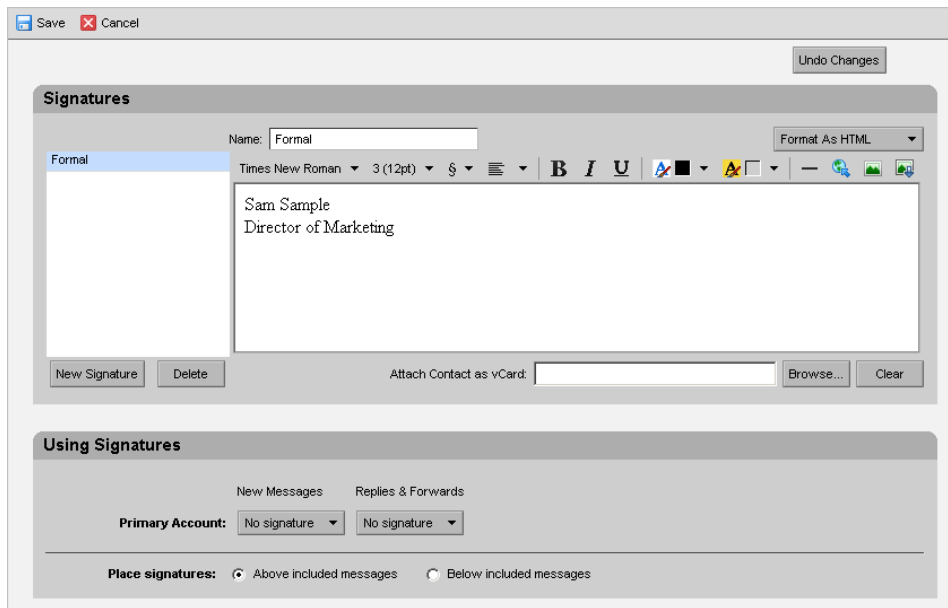 Save Cancel
Undo Changes
Signatures
Name: Formal Format As HTML
Formal
Times New Roman 3 (12pt) § B I U
Sam Sample
Director of Marketing
New Signature Delete Attach Contact as vCard: Browse... Clear
Using Signatures
New Messages Replies & Forwards
Primary Account: No signature No signature
Place signatures: Above included messages Below included messages